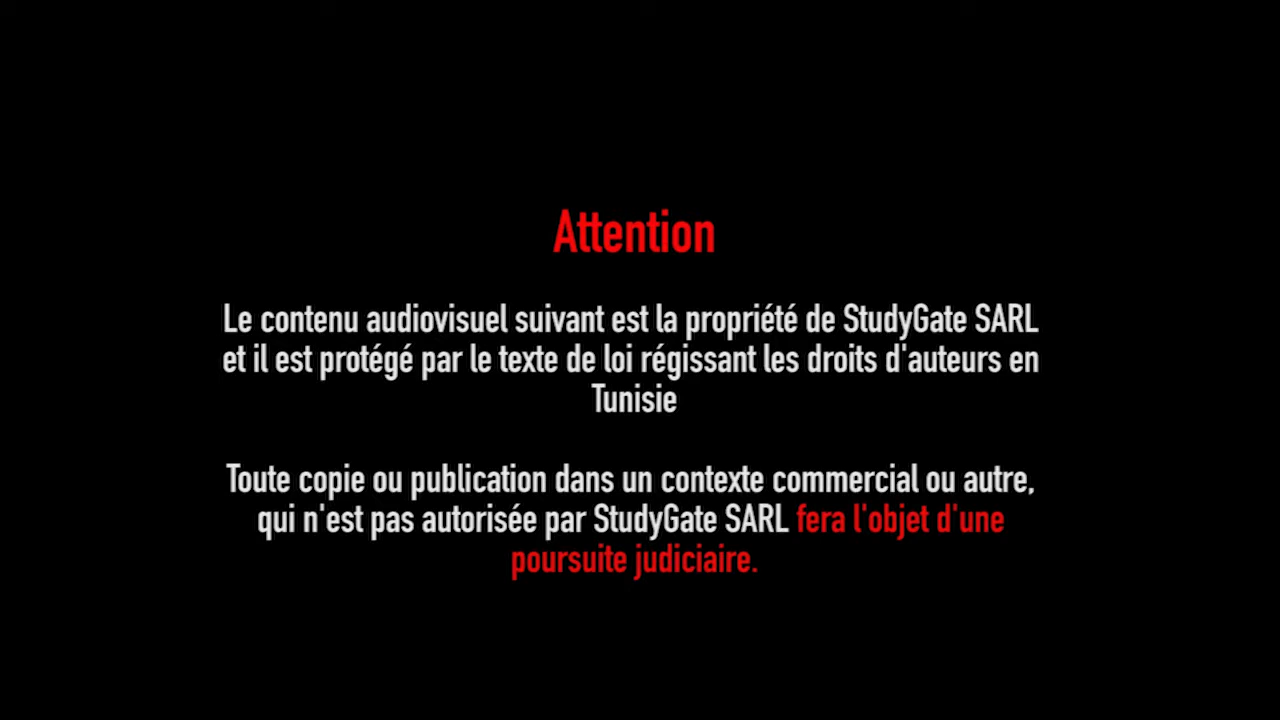 Attention
Le contenu audiovisuel suivant est la propriété de StudyGate SARL
et il est protégé par le texte de loi régissant les droits d'auteurs en
Tunisie
Toute copie ou publication dans un contexte commercial ou autre,
qui n'est pas autorisée par StudyGate SARL fera l'objet d'une
poursuite judiciaire.